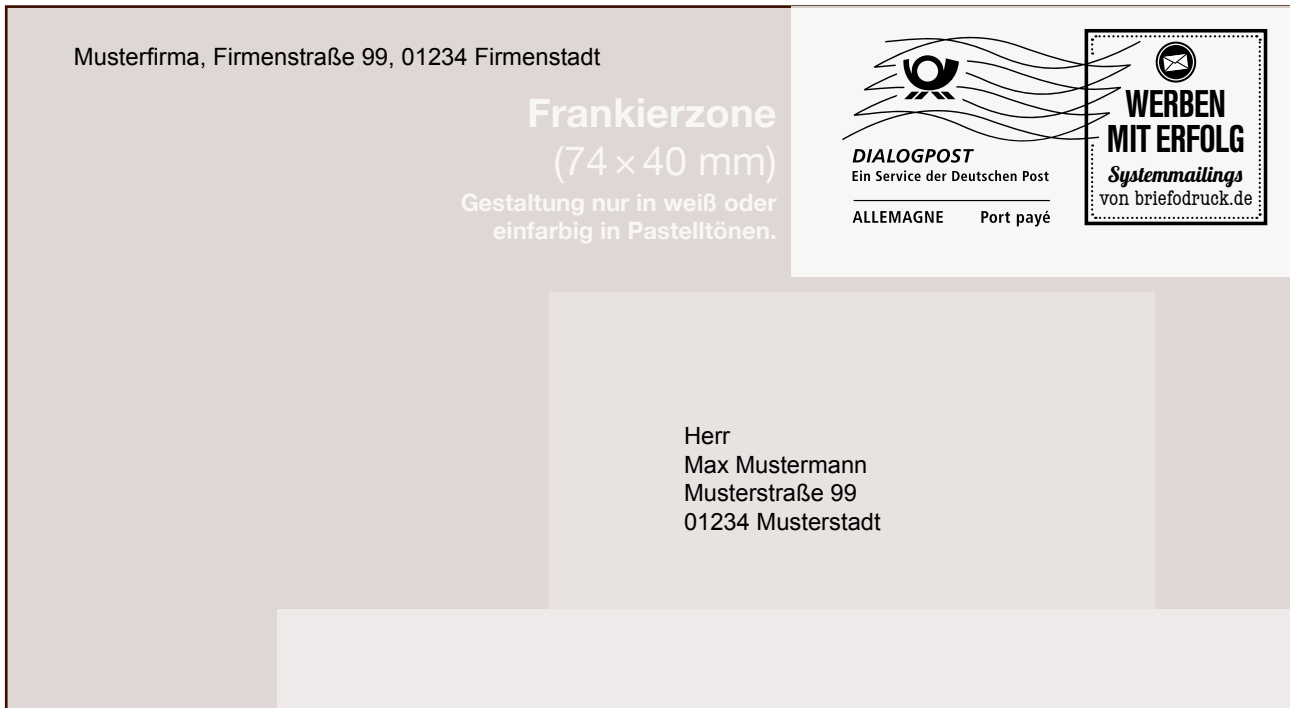 Musterfirma, Firmenstraße 99, 01234 Firmenstadt
Frankierzone
(74 × 40 mm)
Gestaltung nur in weiß oder
einfarbig in Pastelltönen.
DIALOGPOST
Ein Service der Deutschen Post
ALLEMAGNE Port payé
WERBEN
MIT ERFOLG
Systemmailings
von briefodruck.de
Herr
Max Mustermann
Musterstraße 99
01234 Musterstadt